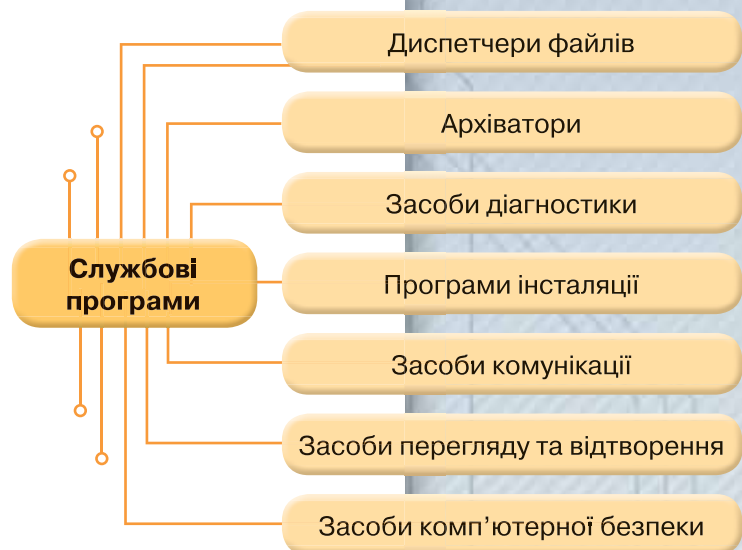 Диспетчери файлів
Архіватори
Засоби діагностики
Службові
програми
Програми інсталяції
Засоби комунікації
Засоби перегляду та відтворення
Засоби комп’ютерної безпеки